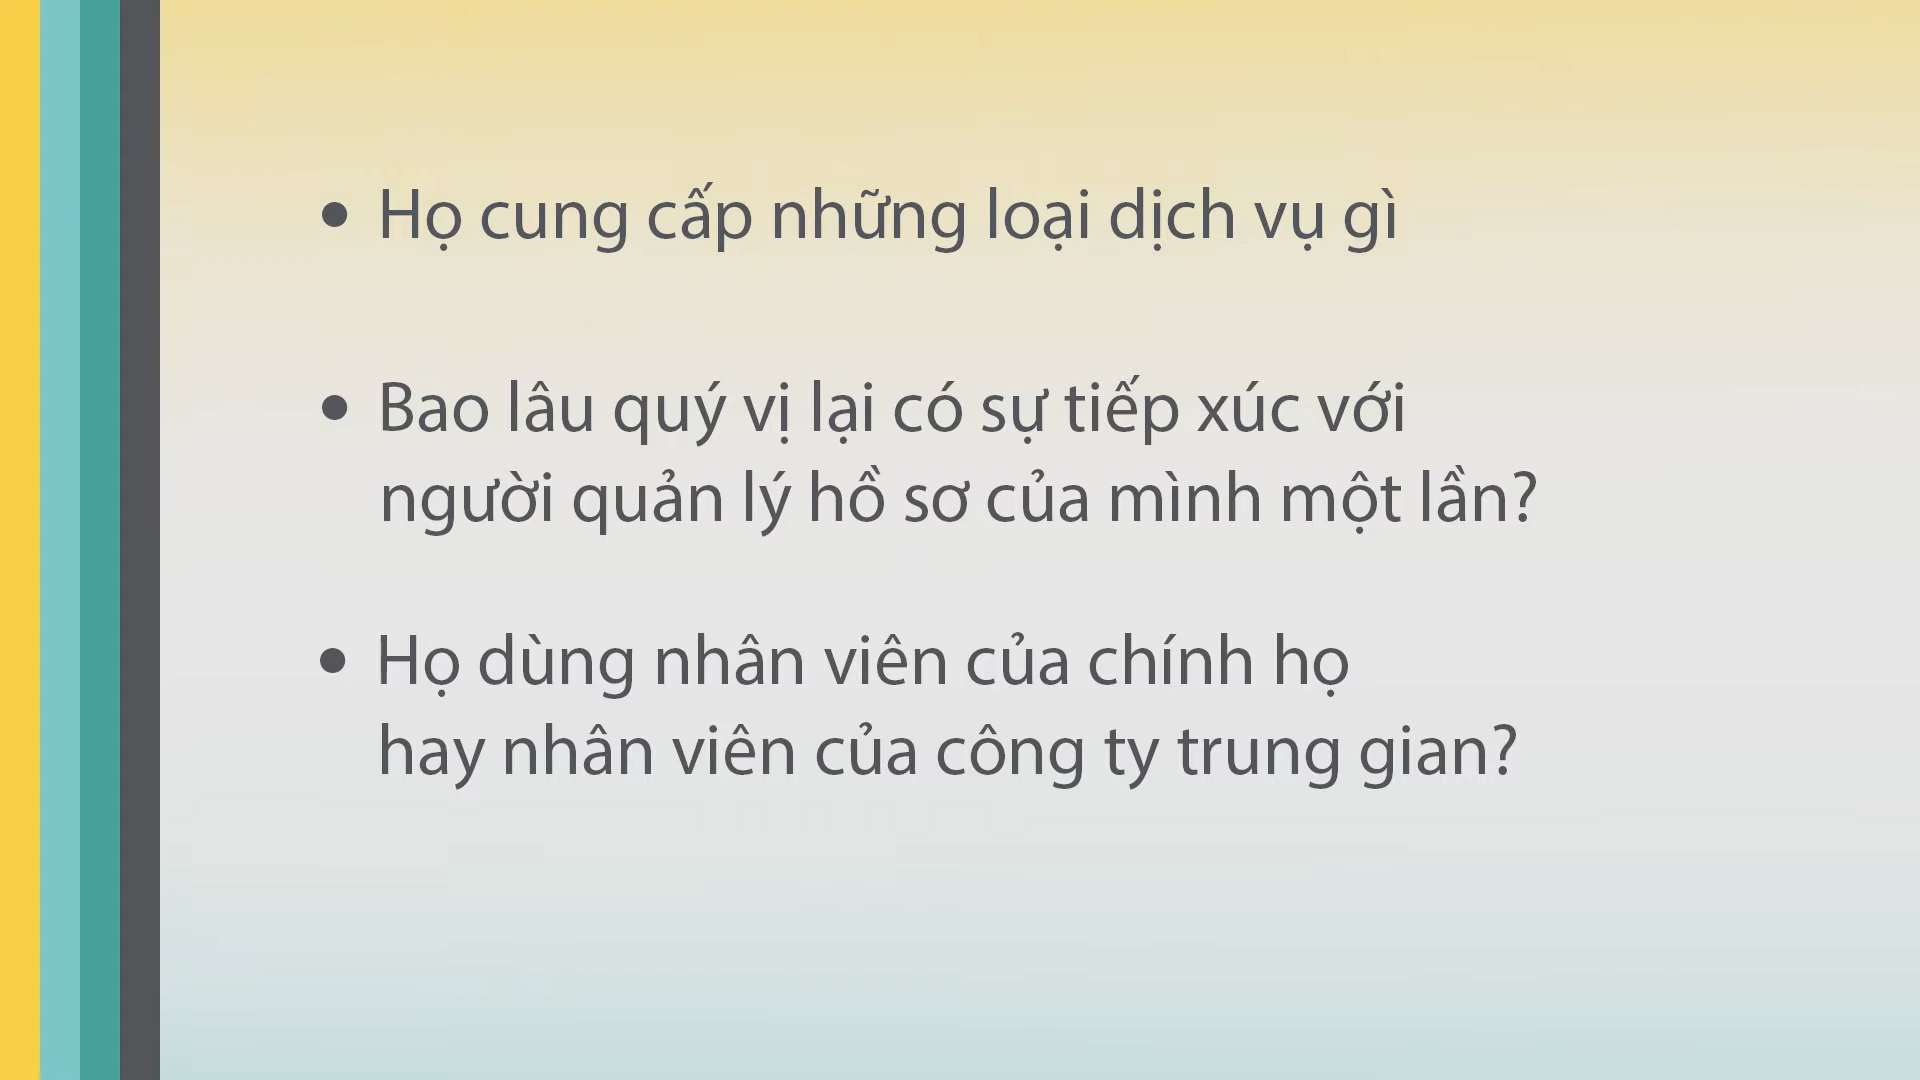 • Họ cung cấp những loại dịch vụ gì
• Bao lâu quý vị lại có sự tiếp xúc với
người quản lý hồ sơ của mình một lần?
• Họ dùng nhân viên của chính họ
hay nhân viên của công ty trung gian?